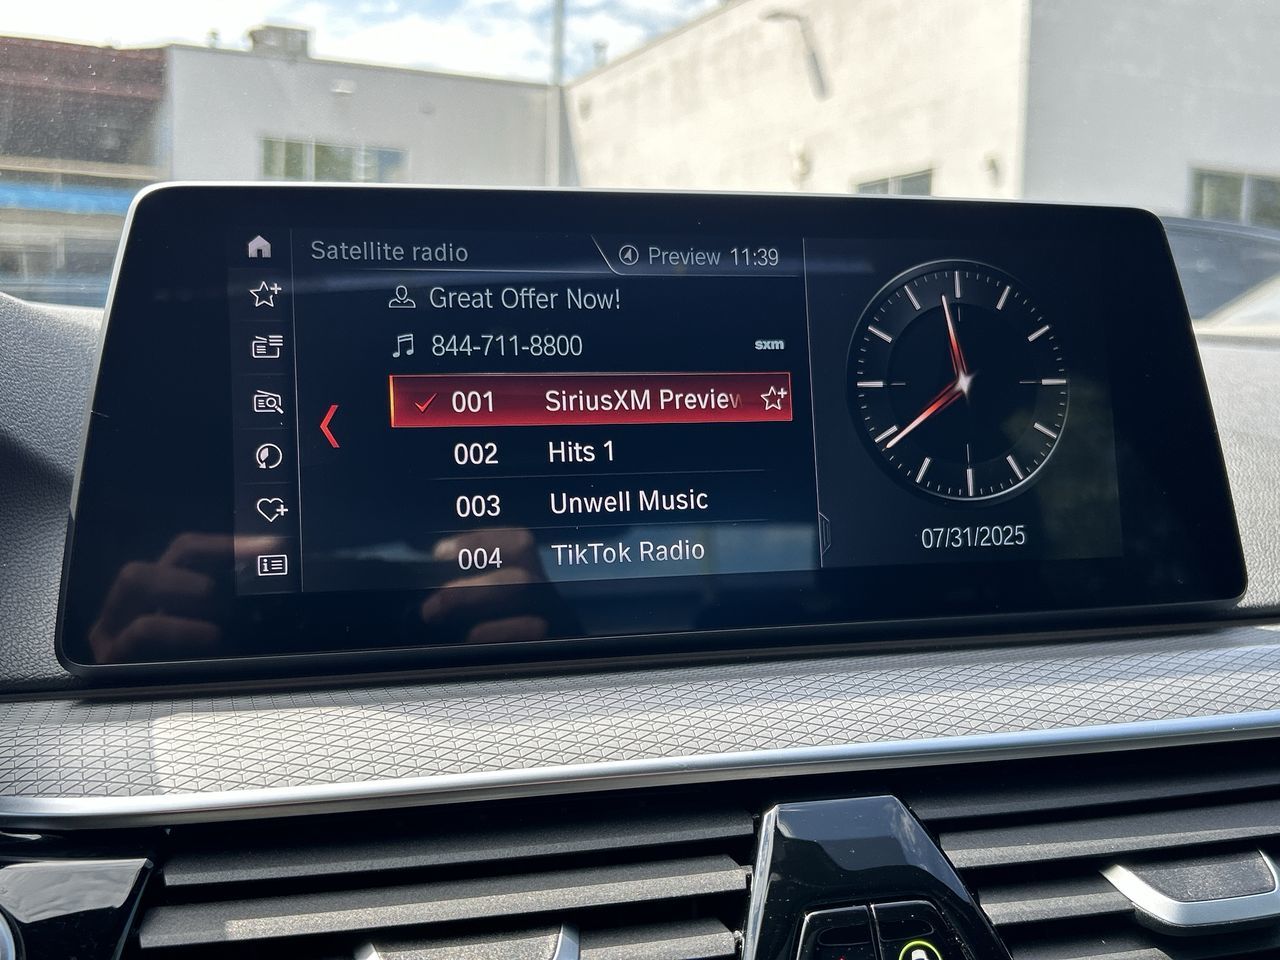 Satellite radio
Preview 11:39
Great Offer Now!
844-711-8800
sxm
001 SiriusXM Preview
002 Hits 1
003 Unwell Music
004 TikTok Radio
07/31/2025